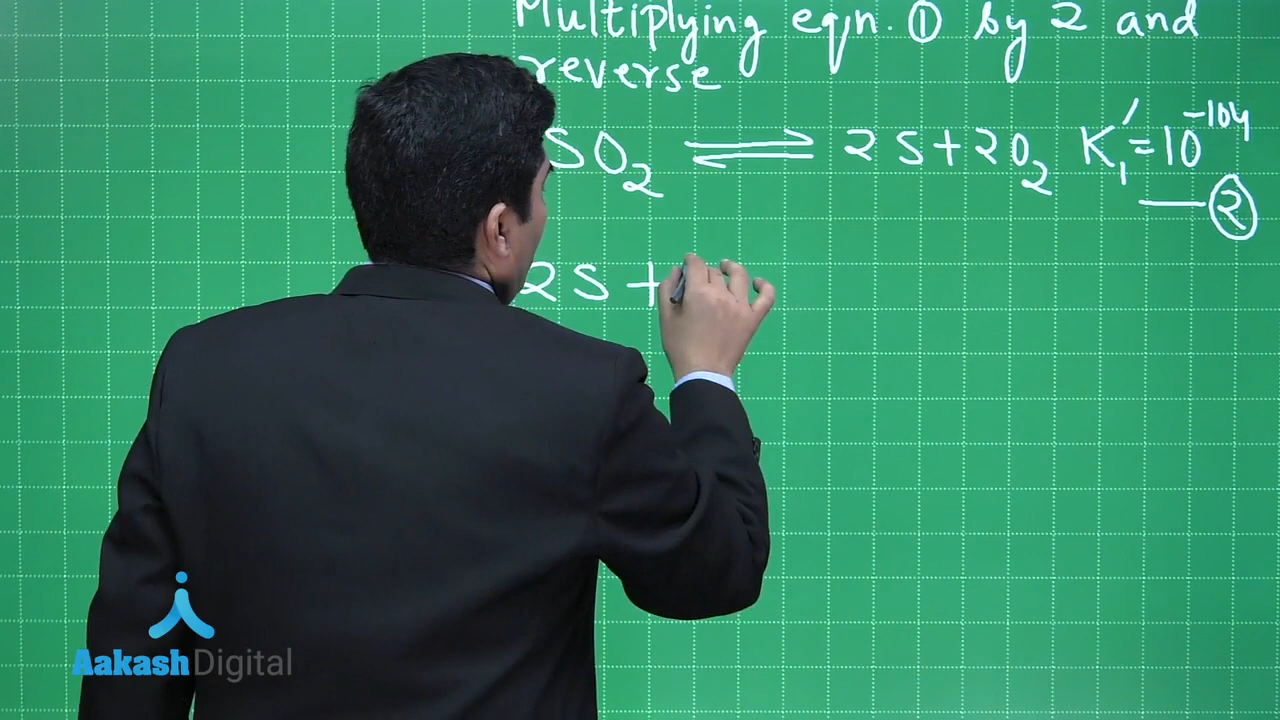 Multiplying eqn. ① by 2 and
reverse
SO₂ ⇌ 2S+2O₂ K₁′=10⁻¹⁰⁴
—②
2S +
Aakash Digital